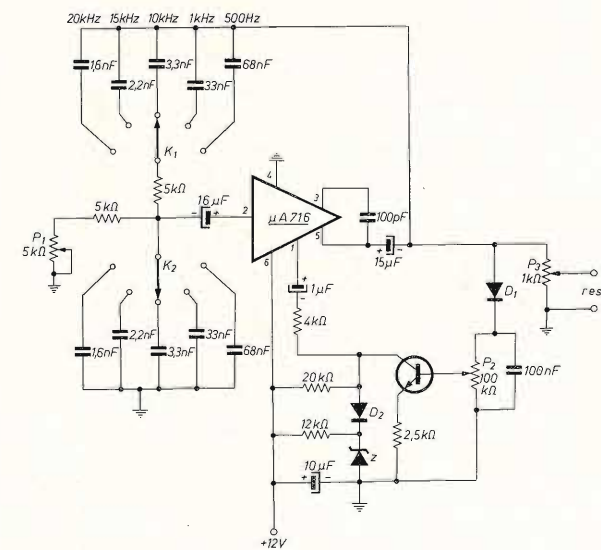 20kHz 15kHz 10kHz 1kHz 500Hz
1,6nF 3,3nF 68nF
2,2nF 33nF
K1
5kΩ
16μF
4
μA716
3
100pF
5kΩ
- +
2
5
P1
5kΩ
6
1
+ -
15μF
P3
1kΩ
K2
+
1μF
-
D1
res
4kΩ
2,2nF 33nF
1,6nF 3,3nF 68nF
20kΩ
P2
100
kΩ
100nF
D2
12kΩ
2,5kΩ
z
10μF
+ -
+12V